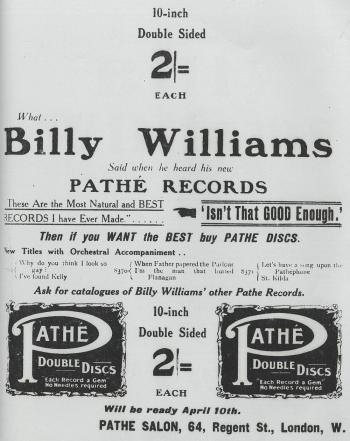 10-inch
Double Sided
2/=
EACH
What . . .
Billy Williams
Said when he heard his new
PATHÉ RECORDS
These Are the Most Natural and BEST
RECORDS I have Ever Made." . . . . . .
'Isn't That GOOD Enough.'
Then if you WANT the BEST buy PATHE DISCS.
New Titles with Orchestral Accompaniment . .
Why do you think I look so gay?
I've found Kelly
8370
When Father papered the Parlour
I'm the man that buried Flanagan
8371
Let's have a song upon the Pathéphone
St. Kilda
Ask for catalogues of Billy Williams' other Pathe Records.
PATHÉ
DOUBLE DISCS
"Each Record a Gem"
No Needles required
10-inch
Double Sided
2/=
EACH
PATHÉ
DOUBLE DISCS
"Each Record a Gem"
No Needles required
Will be ready April 10th.
PATHE SALON, 64, Regent St., London, W.